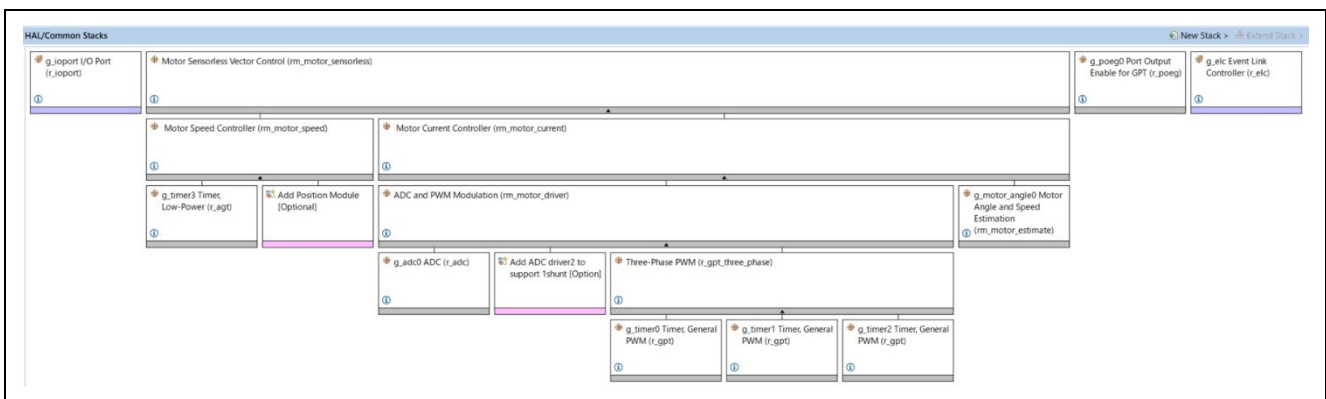 HAL/Common Stacks
New Stack >
Extend Stack >
g_ioport I/O Port
(r_ioport)
Motor Sensorless Vector Control (rm_motor_sensorless)
g_poeg0 Port Output
Enable for GPT (r_poeg)
g_elc Event Link
Controller (r_elc)
Motor Speed Controller (rm_motor_speed)
Motor Current Controller (rm_motor_current)
g_timer3 Timer,
Low-Power (r_agt)
Add Position Module
[Optional]
ADC and PWM Modulation (rm_motor_driver)
g_motor_angle0 Motor
Angle and Speed
Estimation
(rm_motor_estimate)
g_adc0 ADC (r_adc)
Add ADC driver2 to
support 1shunt [Option]
Three-Phase PWM (r_gpt_three_phase)
g_timer0 Timer, General
PWM (r_gpt)
g_timer1 Timer, General
PWM (r_gpt)
g_timer2 Timer, General
PWM (r_gpt)